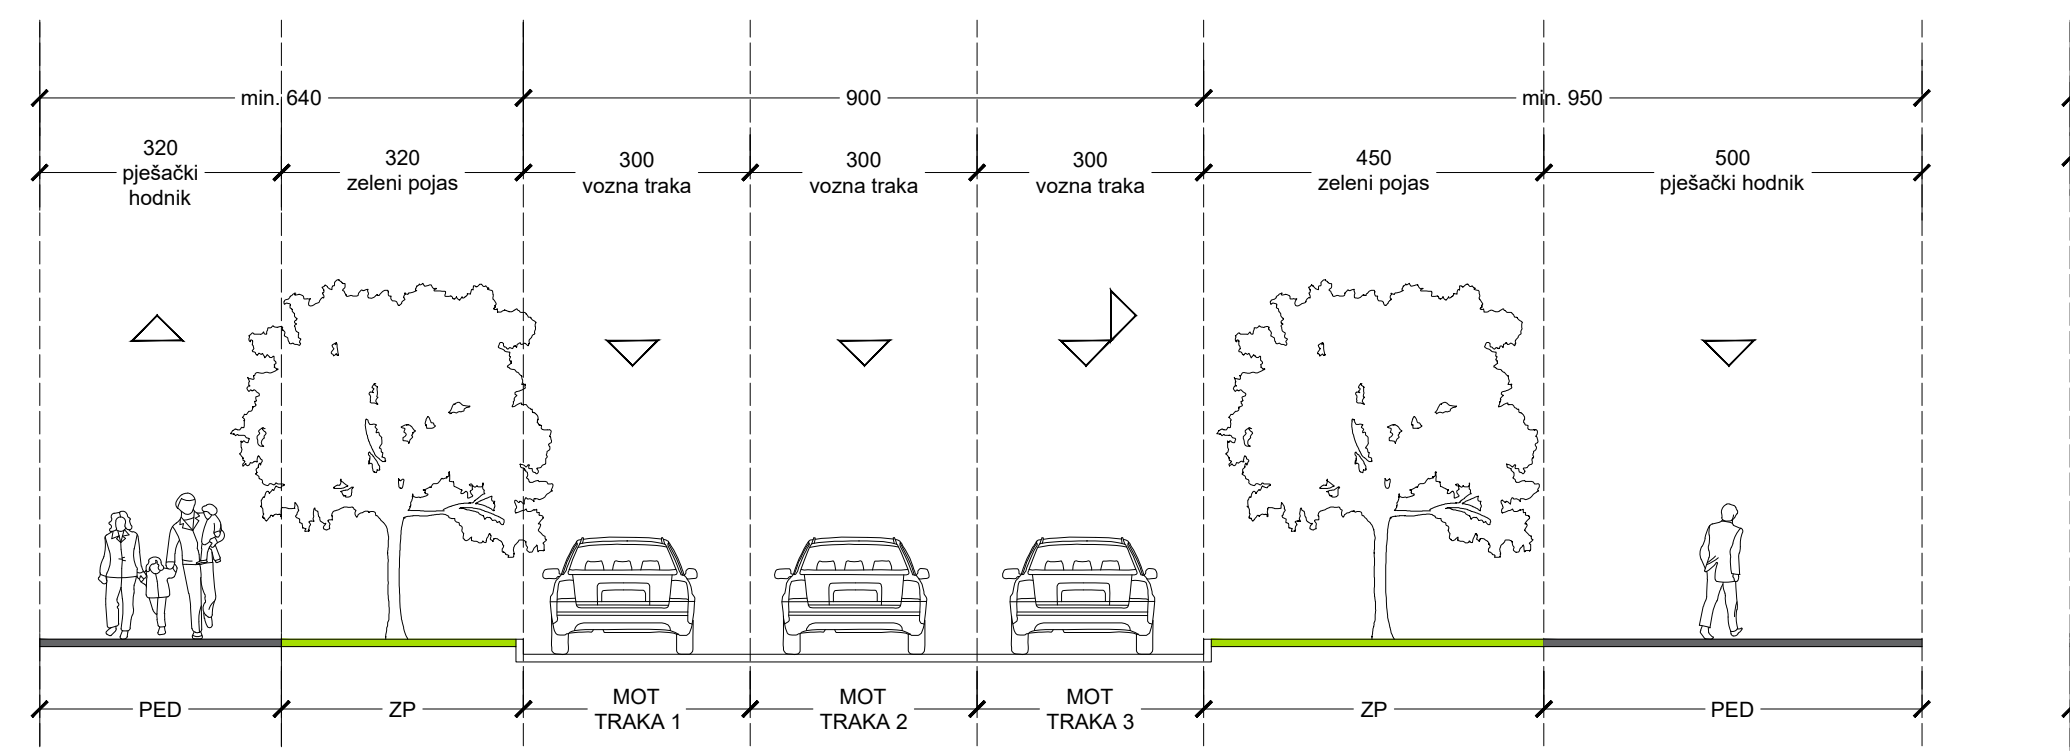 min. 640
900
min. 950
320
pješački
hodnik
320
zeleni pojas
300
vozna traka
300
vozna traka
300
vozna traka
450
zeleni pojas
500
pješački hodnik
PED
ZP
MOT
TRAKA 1
MOT
TRAKA 2
MOT
TRAKA 3
ZP
PED